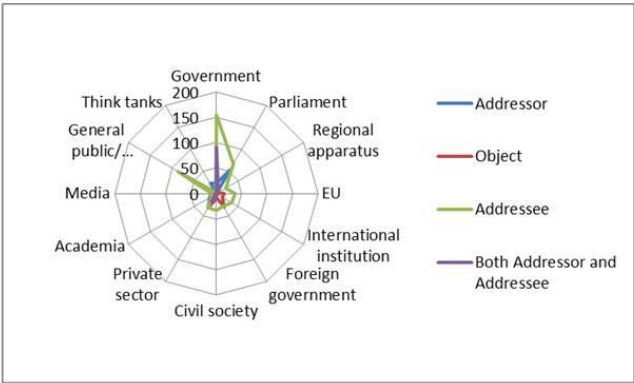 Government
Think tanks
Parliament
General
public/...
Regional
apparatus
Media
EU
Academia
International
institution
Private
sector
Foreign
government
Civil society
200
150
100
50
0
Addressor
Object
Addressee
Both Addressor and
Addressee